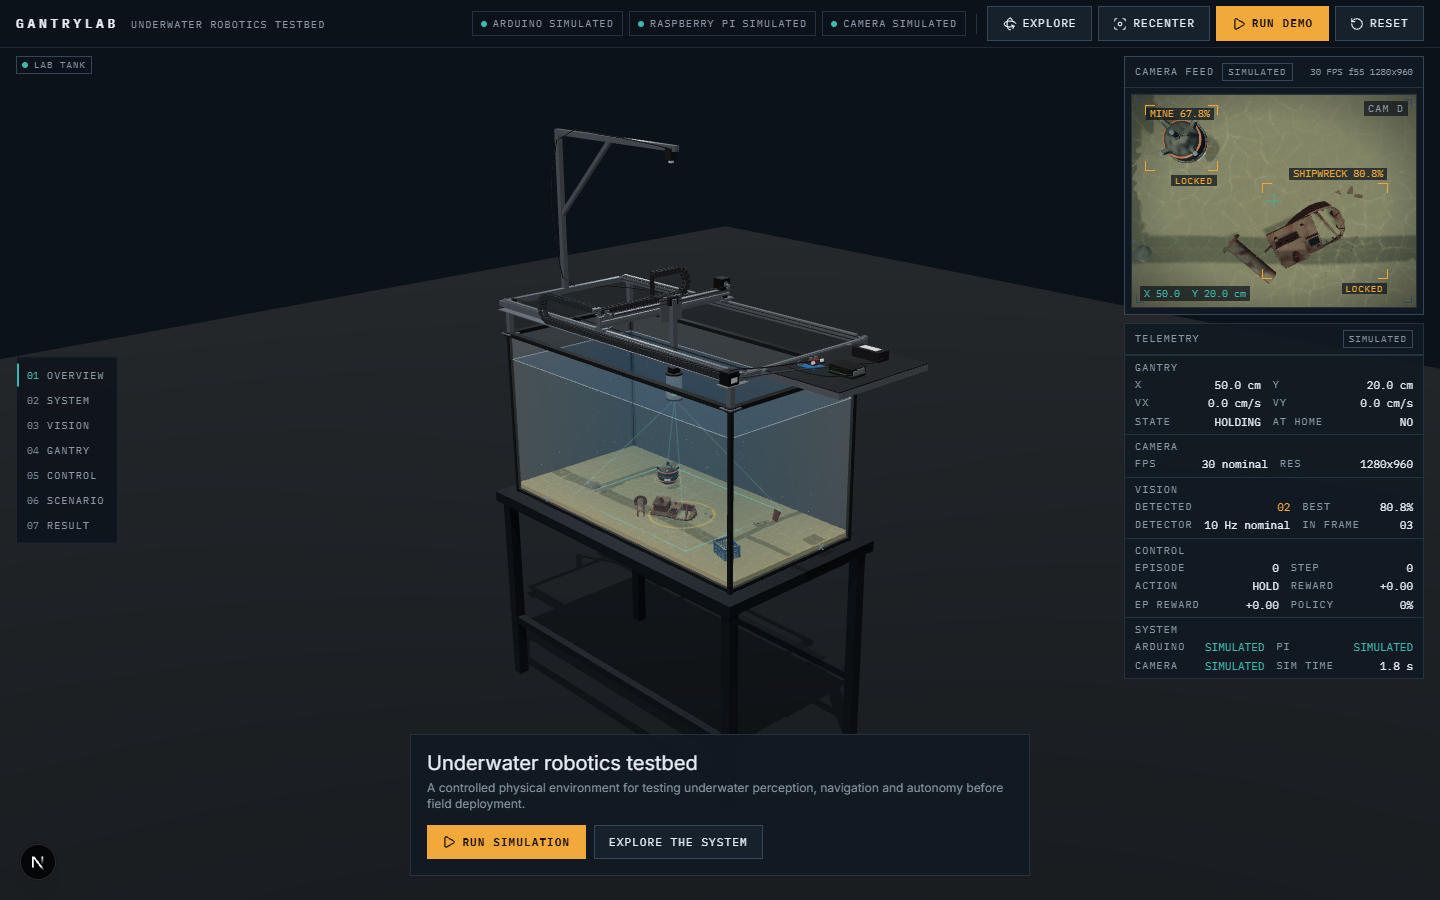 GANTRYLAB UNDERWATER ROBOTICS TESTBED
ARDUINO SIMULATED
RASPBERRY PI SIMULATED
CAMERA SIMULATED
EXPLORE
RECENTER
RUN DEMO
RESET
LAB TANK
CAMERA FEED SIMULATED 30 FPS f55 1280x960
CAM D
MINE 67.8%
LOCKED
SHIPWRECK 80.8%
LOCKED
X 50.0 Y 20.0 cm
01 OVERVIEW
02 SYSTEM
03 VISION
04 GANTRY
05 CONTROL
06 SCENARIO
07 RESULT
TELEMETRY SIMULATED
GANTRY
X 50.0 cm Y 20.0 cm
VX 0.0 cm/s VY 0.0 cm/s
STATE HOLDING AT HOME NO
CAMERA
FPS 30 nominal RES 1280x960
VISION
DETECTED 02 BEST 80.8%
DETECTOR 10 Hz nominal IN FRAME 03
CONTROL
EPISODE 0 STEP 0
ACTION HOLD REWARD +0.00
EP REWARD +0.00 POLICY 0%
SYSTEM
ARDUINO SIMULATED PI SIMULATED
CAMERA SIMULATED SIM TIME 1.8 s
Underwater robotics testbed
A controlled physical environment for testing underwater perception, navigation and autonomy before
field deployment.
RUN SIMULATION
EXPLORE THE SYSTEM
N